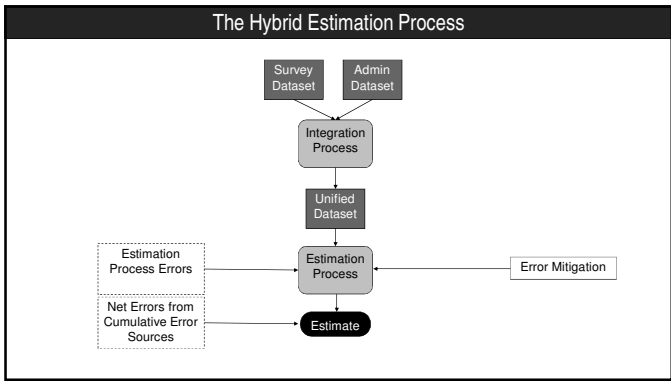 The Hybrid Estimation Process
Survey
Dataset
Admin
Dataset
Integration
Process
Unified
Dataset
Estimation
Process Errors
Estimation
Process
Error Mitigation
Net Errors from
Cumulative Error
Sources
Estimate